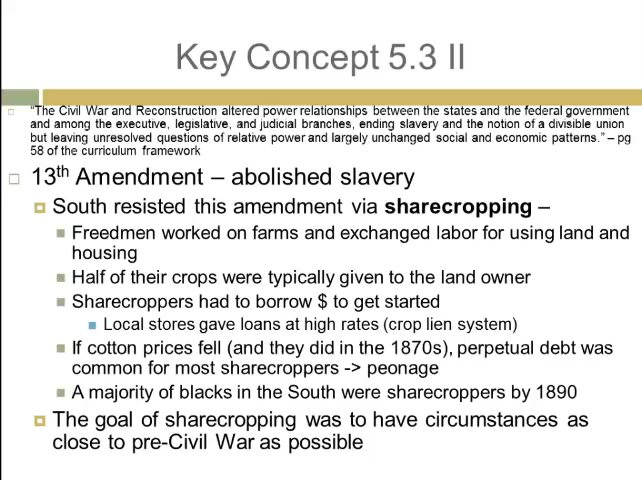 Key Concept 5.3 II
“The Civil War and Reconstruction altered power relationships between the states and the federal government
and among the executive, legislative, and judicial branches, ending slavery and the notion of a divisible union
but leaving unresolved questions of relative power and largely unchanged social and economic patterns.” – pg
58 of the curriculum framework
13th Amendment – abolished slavery
South resisted this amendment via sharecropping –
Freedmen worked on farms and exchanged labor for using land and
housing
Half of their crops were typically given to the land owner
Sharecroppers had to borrow $ to get started
Local stores gave loans at high rates (crop lien system)
If cotton prices fell (and they did in the 1870s), perpetual debt was
common for most sharecroppers -> peonage
A majority of blacks in the South were sharecroppers by 1890
The goal of sharecropping was to have circumstances as
close to pre-Civil War as possible